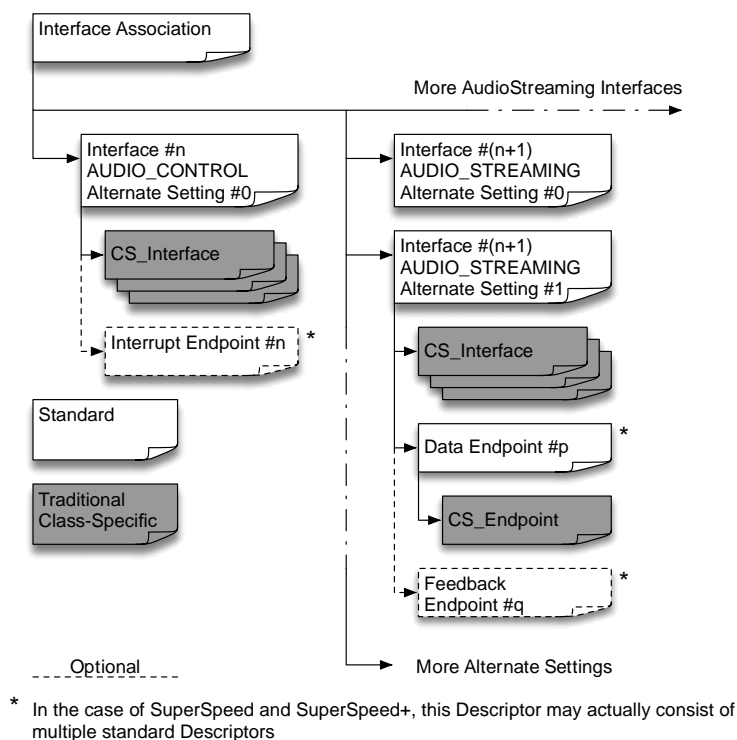 Interface Association
More AudioStreaming Interfaces
Interface #n
AUDIO_CONTROL
Alternate Setting #0
CS_Interface
Interrupt Endpoint #n *
Interface #(n+1)
AUDIO_STREAMING
Alternate Setting #0
Interface #(n+1)
AUDIO_STREAMING
Alternate Setting #1
CS_Interface
Data Endpoint #p *
CS_Endpoint
Feedback *
Endpoint #q
More Alternate Settings
Standard
Traditional
Class-Specific
Optional
* In the case of SuperSpeed and SuperSpeed+, this Descriptor may actually consist of
multiple standard Descriptors